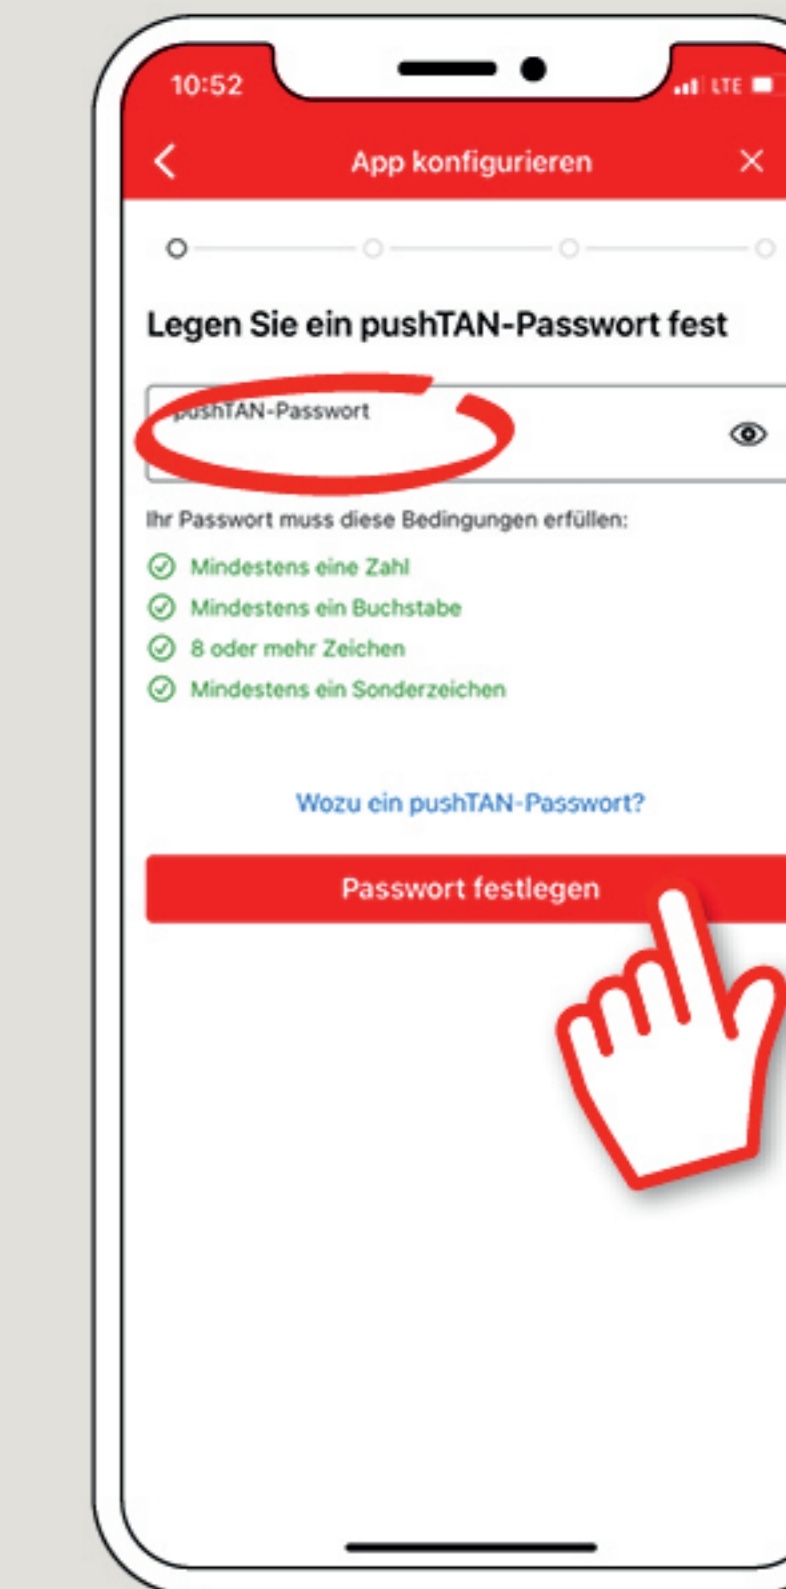 10:52
LTE
App konfigurieren
Legen Sie ein pushTAN-Passwort fest
pushTAN-Passwort
Ihr Passwort muss diese Bedingungen erfüllen:
Mindestens eine Zahl
Mindestens ein Buchstabe
8 oder mehr Zeichen
Mindestens ein Sonderzeichen
Wozu ein pushTAN-Passwort?
Passwort festlegen